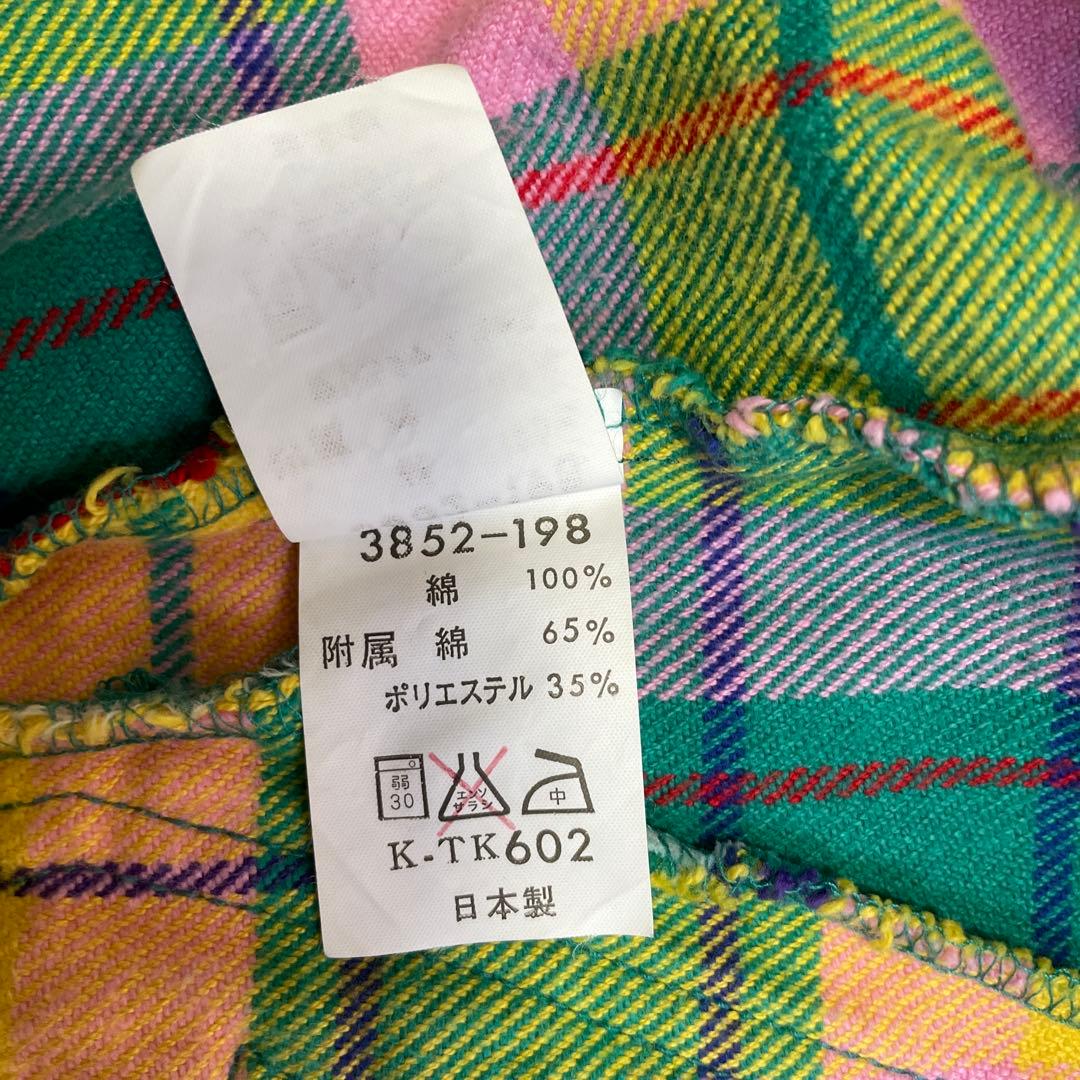 3852-198
綿 100%
附属 綿 65%
ポリエステル 35%
弱
30
エンソ
サラシ
中
K-TK602
日本製